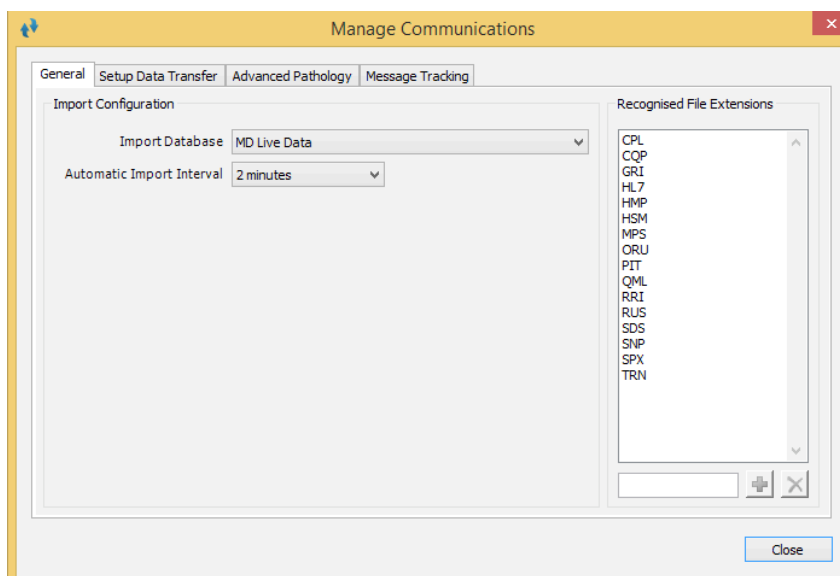 Manage Communications
General Setup Data Transfer Advanced Pathology Message Tracking
Import Configuration
Import Database MD Live Data
Automatic Import Interval 2 minutes
Recognised File Extensions
CPL
CQP
GRI
HL7
HMP
HSM
MPS
ORU
PIT
QML
RRI
RUS
SDS
SNP
SPX
TRN
Close